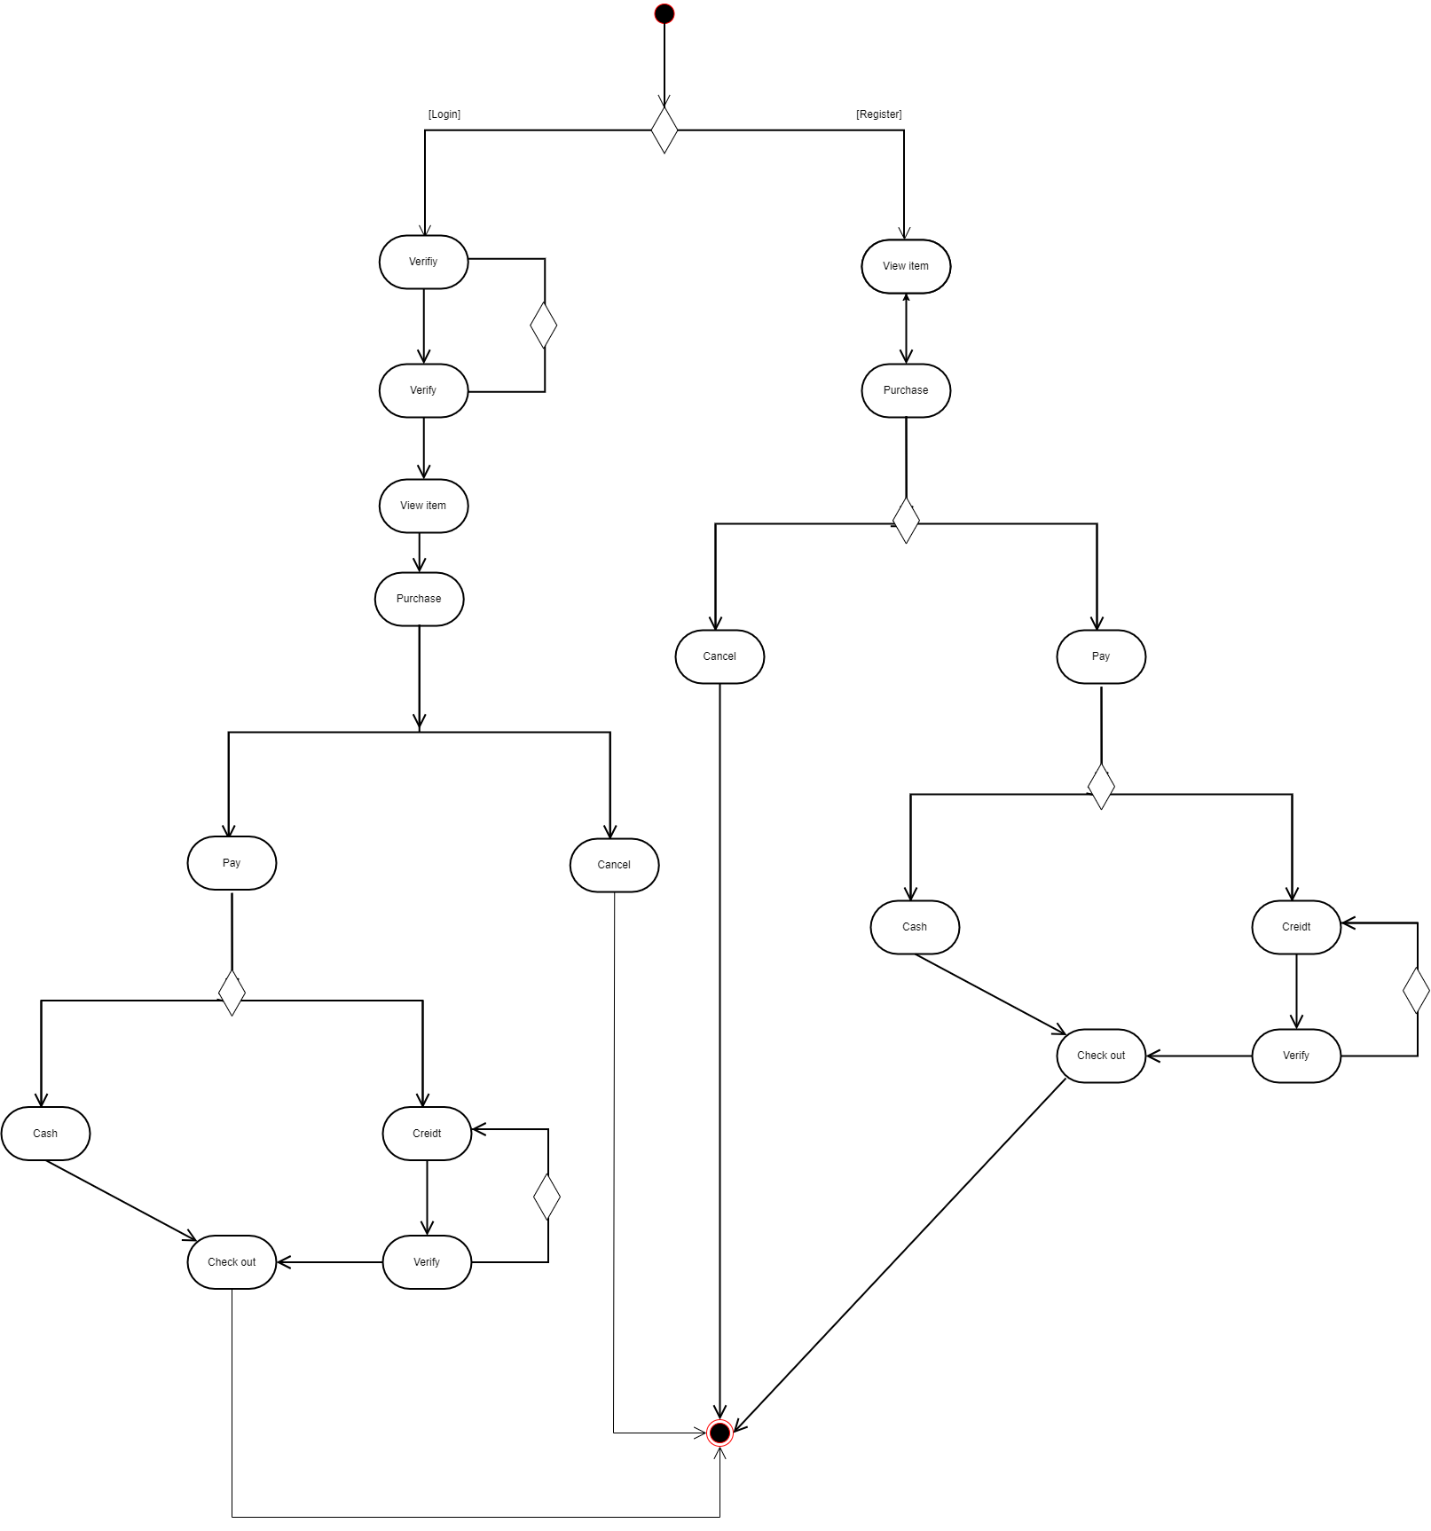 [Login]
[Register]
Verifiy
View item
Verify
Purchase
View item
Purchase
Cancel
Pay
Pay
Cancel
Cash
Creidt
Check out
Verify
Cash
Creidt
Check out
Verify